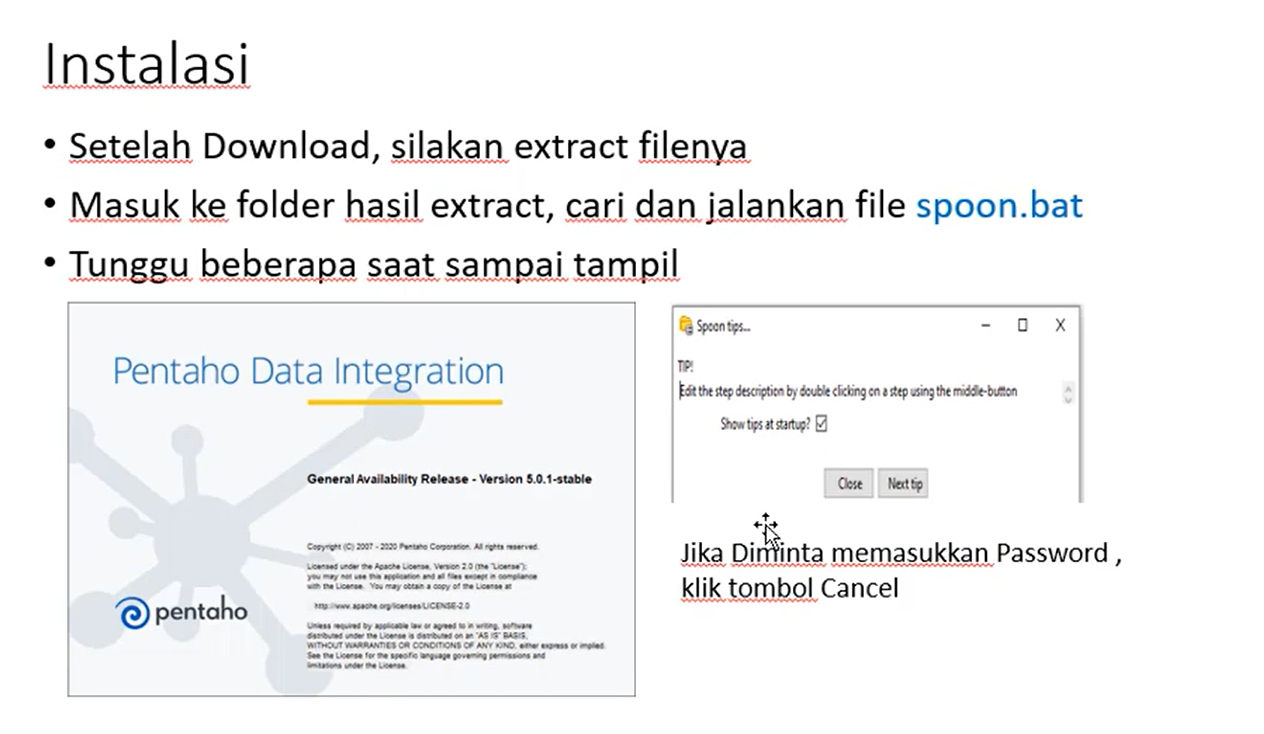 Instalasi
• Setelah Download, silakan extract filenya
• Masuk ke folder hasil extract, cari dan jalankan file spoon.bat
• Tunggu beberapa saat sampai tampil
Pentaho Data Integration
General Availability Release - Version 5.0.1-stable
Copyright (C) 2007 - 2020 Pentaho Corporation. All rights reserved.
Licensed under the Apache License, Version 2.0 (the "License");
you may not use this application and all files except in compliance
with the License. You may obtain a copy of the License at
http://www.apache.org/licenses/LICENSE-2.0
Unless required by applicable law or agreed to in writing, software
distributed under the License is distributed on an "AS IS" BASIS,
WITHOUT WARRANTIES OR CONDITIONS OF ANY KIND, either express or implied.
See the License for the specific language governing permissions and
limitations under the License.
pentaho
Spoon tips...
TIP!
Edit the step description by double clicking on a step using the middle-button
Show tips at startup?
Close Next tip
Jika Diminta memasukkan Password ,
klik tombol Cancel